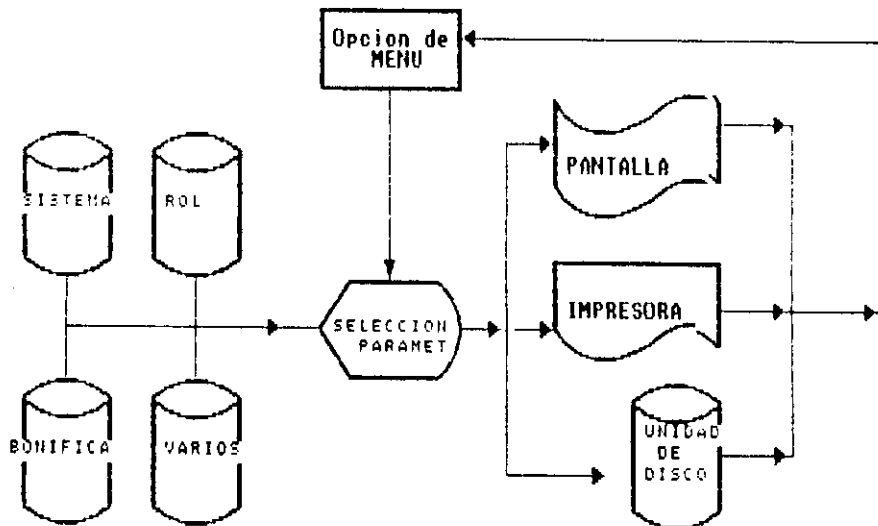 Opcion de
MENU
SISTEMA
ROL
PANTALLA
SELECCION
PARAMET
IMPRESORA
BONIFICA
VARIOS
UNIDAD
DE
DISCO